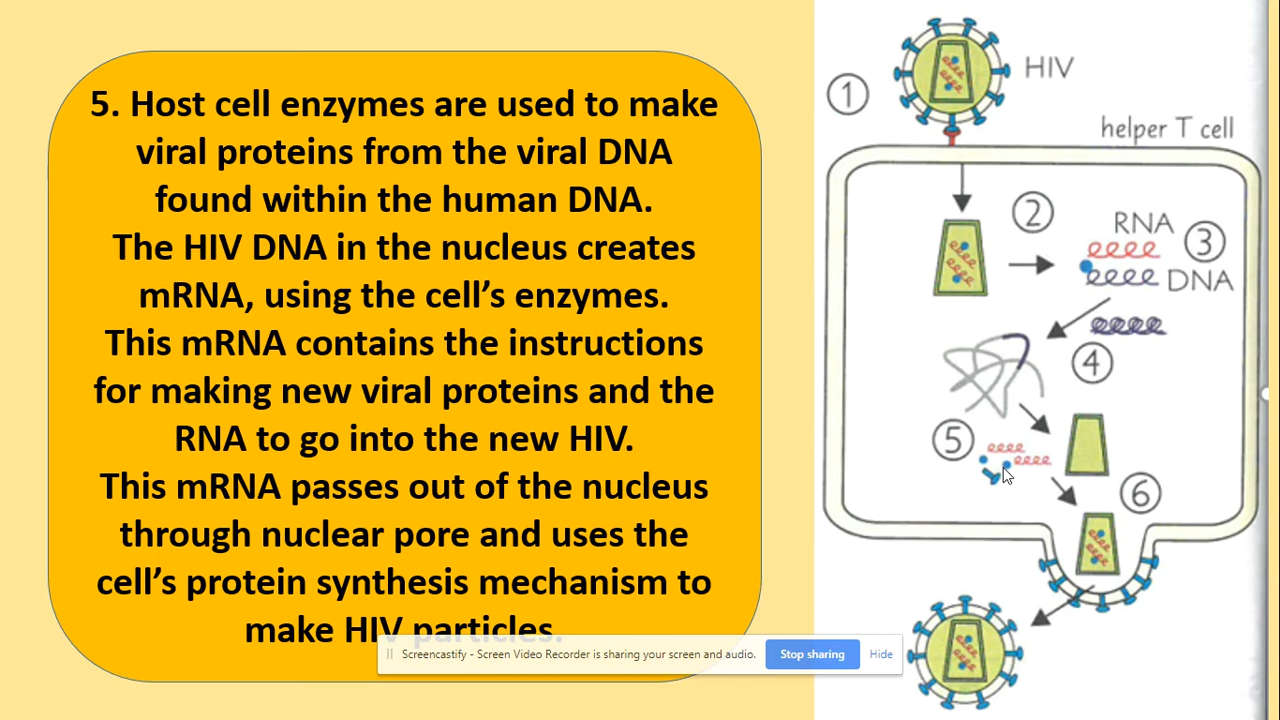 5. Host cell enzymes are used to make
viral proteins from the viral DNA
found within the human DNA.
The HIV DNA in the nucleus creates
mRNA, using the cell’s enzymes.
This mRNA contains the instructions
for making new viral proteins and the
RNA to go into the new HIV.
This mRNA passes out of the nucleus
through nuclear pore and uses the
cell’s protein synthesis mechanism to
make HIV particles.
HIV
1
helper T cell
2
RNA
3
DNA
4
5
6
Screencastify - Screen Video Recorder is sharing your screen and audio.
Stop sharing
Hide